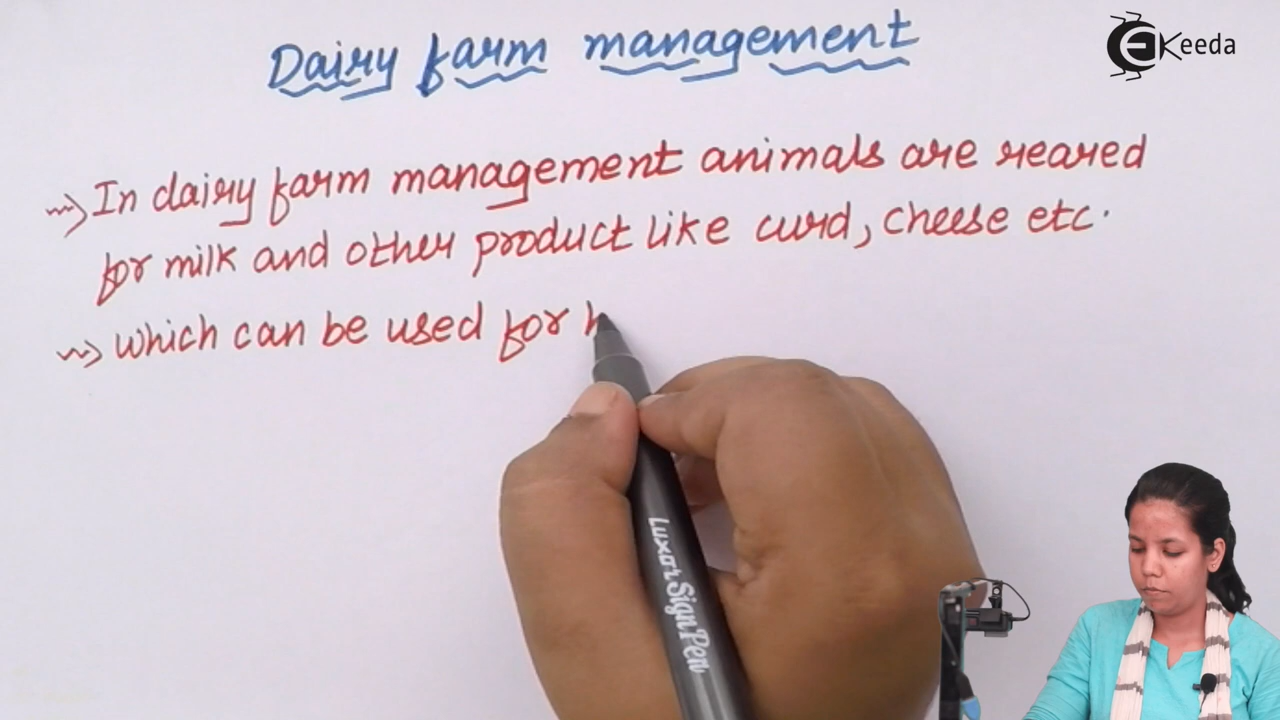 Dairy farm management
Keeda
In dairy farm management animals are reared
for milk and other product like curd, cheese etc.
which can be used for h
Luxor Sign Pen